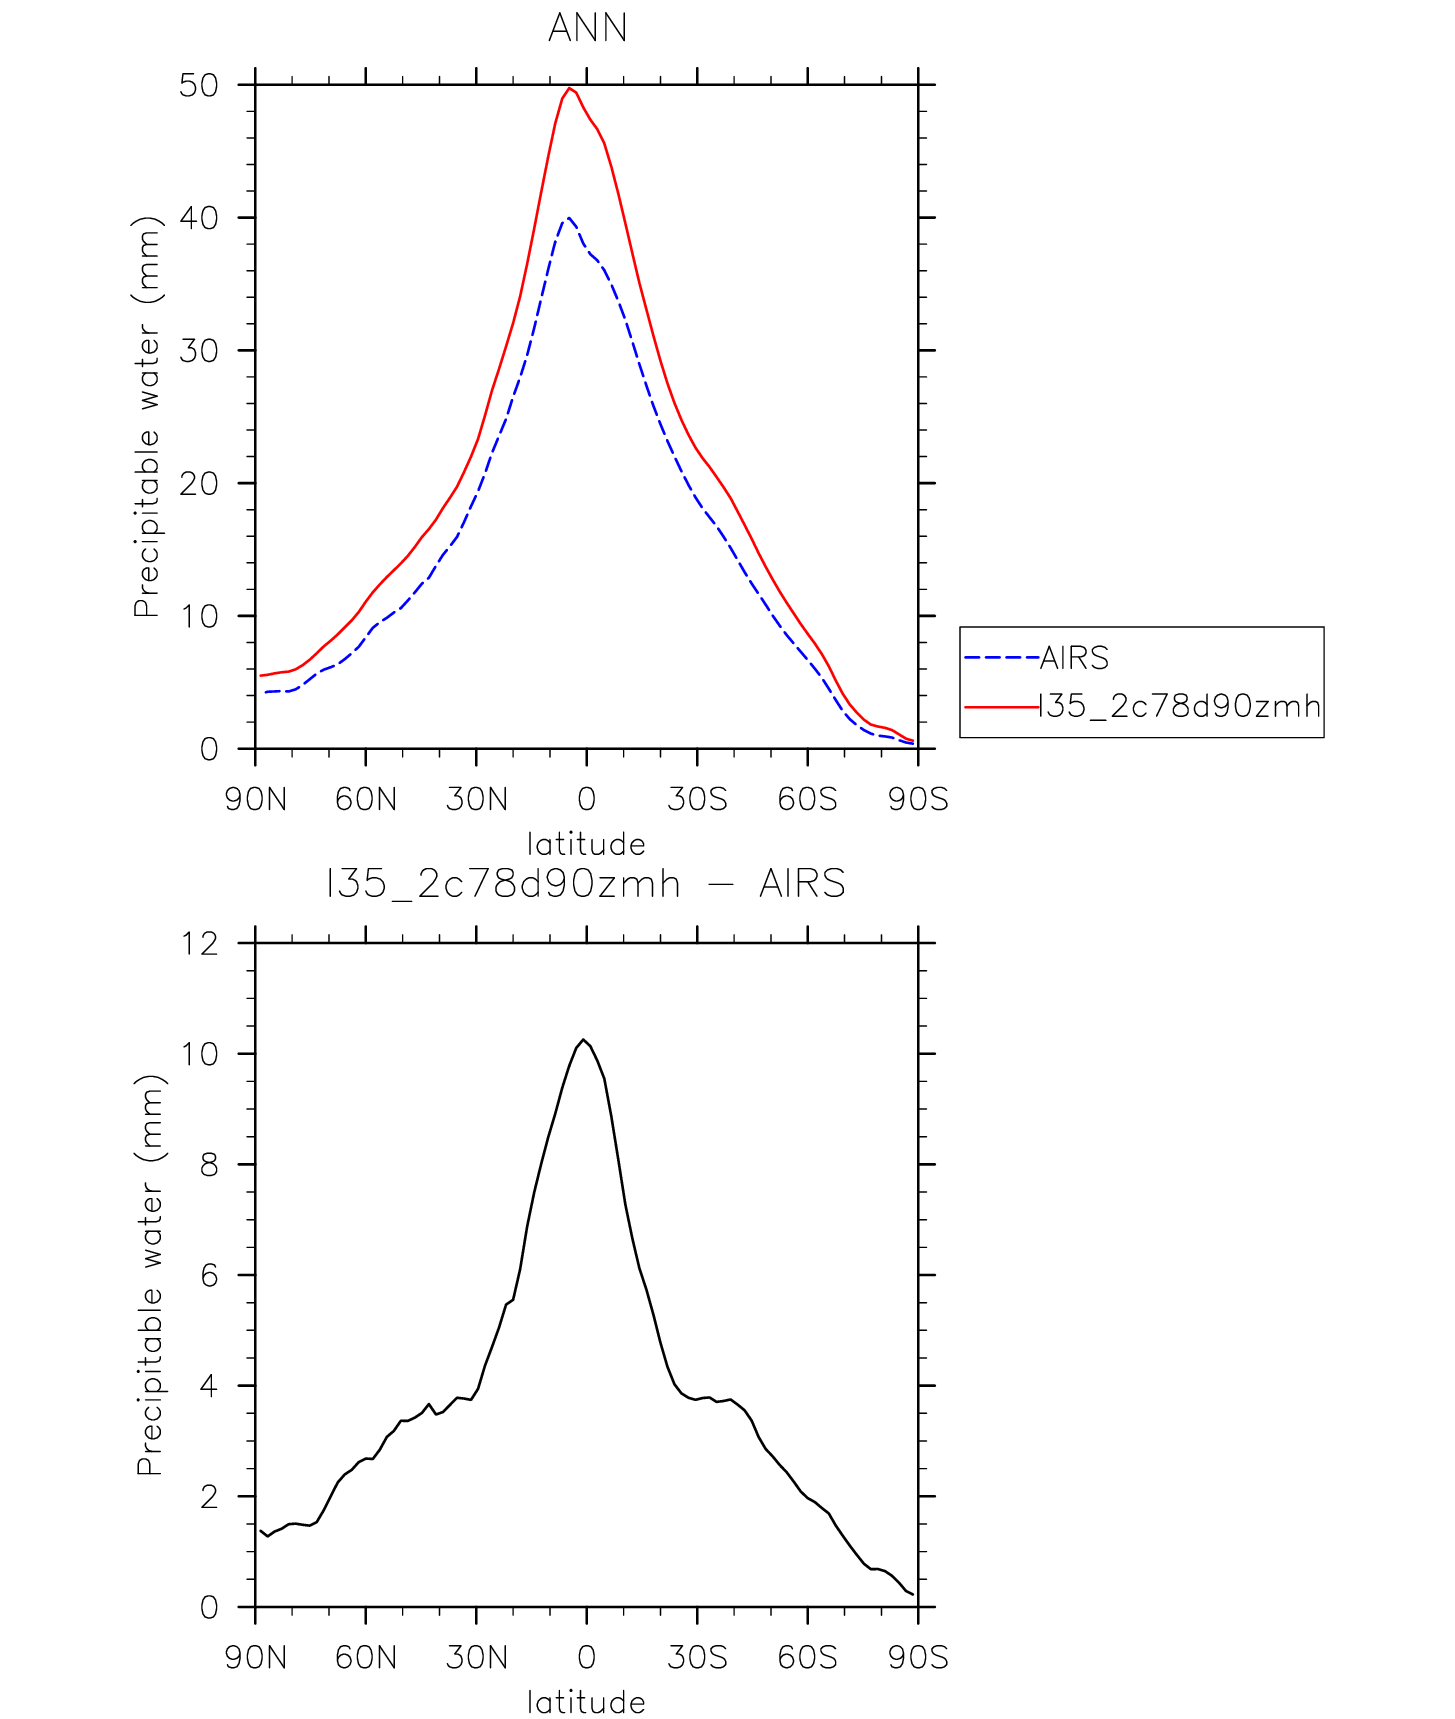 ANN
50
40
30
20
10
0
Precipitable water (mm)
90N 60N 30N 0 30S 60S 90S
latitude
AIRS
I35_2c78d90zmh
I35_2c78d90zmh – AIRS
12
10
8
6
4
2
0
Precipitable water (mm)
90N 60N 30N 0 30S 60S 90S
latitude